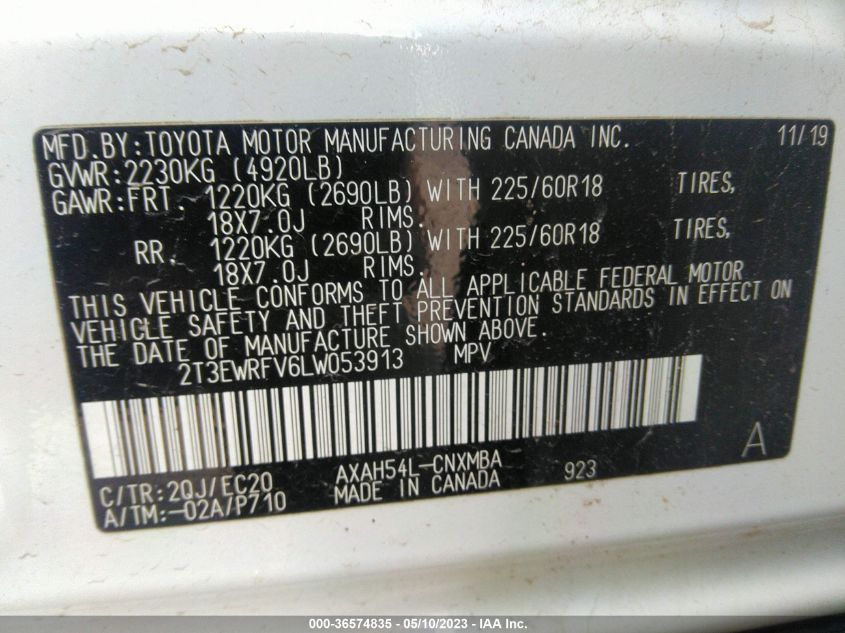 MFD.BY:TOYOTA MOTOR MANUFACTURING CANADA INC. 11/19
GVWR:2230KG (4920LB)
GAWR:FRT. 1220KG (2690LB) WITH 225/60R18 TIRES,
18X7.0J RIMS.
RR. 1220KG (2690LB) WITH 225/60R18 TIRES,
18X7.0J RIMS.
THIS VEHICLE CONFORMS TO ALL APPLICABLE FEDERAL MOTOR
VEHICLE SAFETY AND THEFT PREVENTION STANDARDS IN EFFECT ON
THE DATE OF MANUFACTURE SHOWN ABOVE.
2T3EWRFV6LW053913 MPV
A
C/TR:2QJ/EC20 AXAH54L-CNXMBA 923
A/TM:-02A/P710 MADE IN CANADA
000-36574835 - 05/10/2023 - IAA Inc.